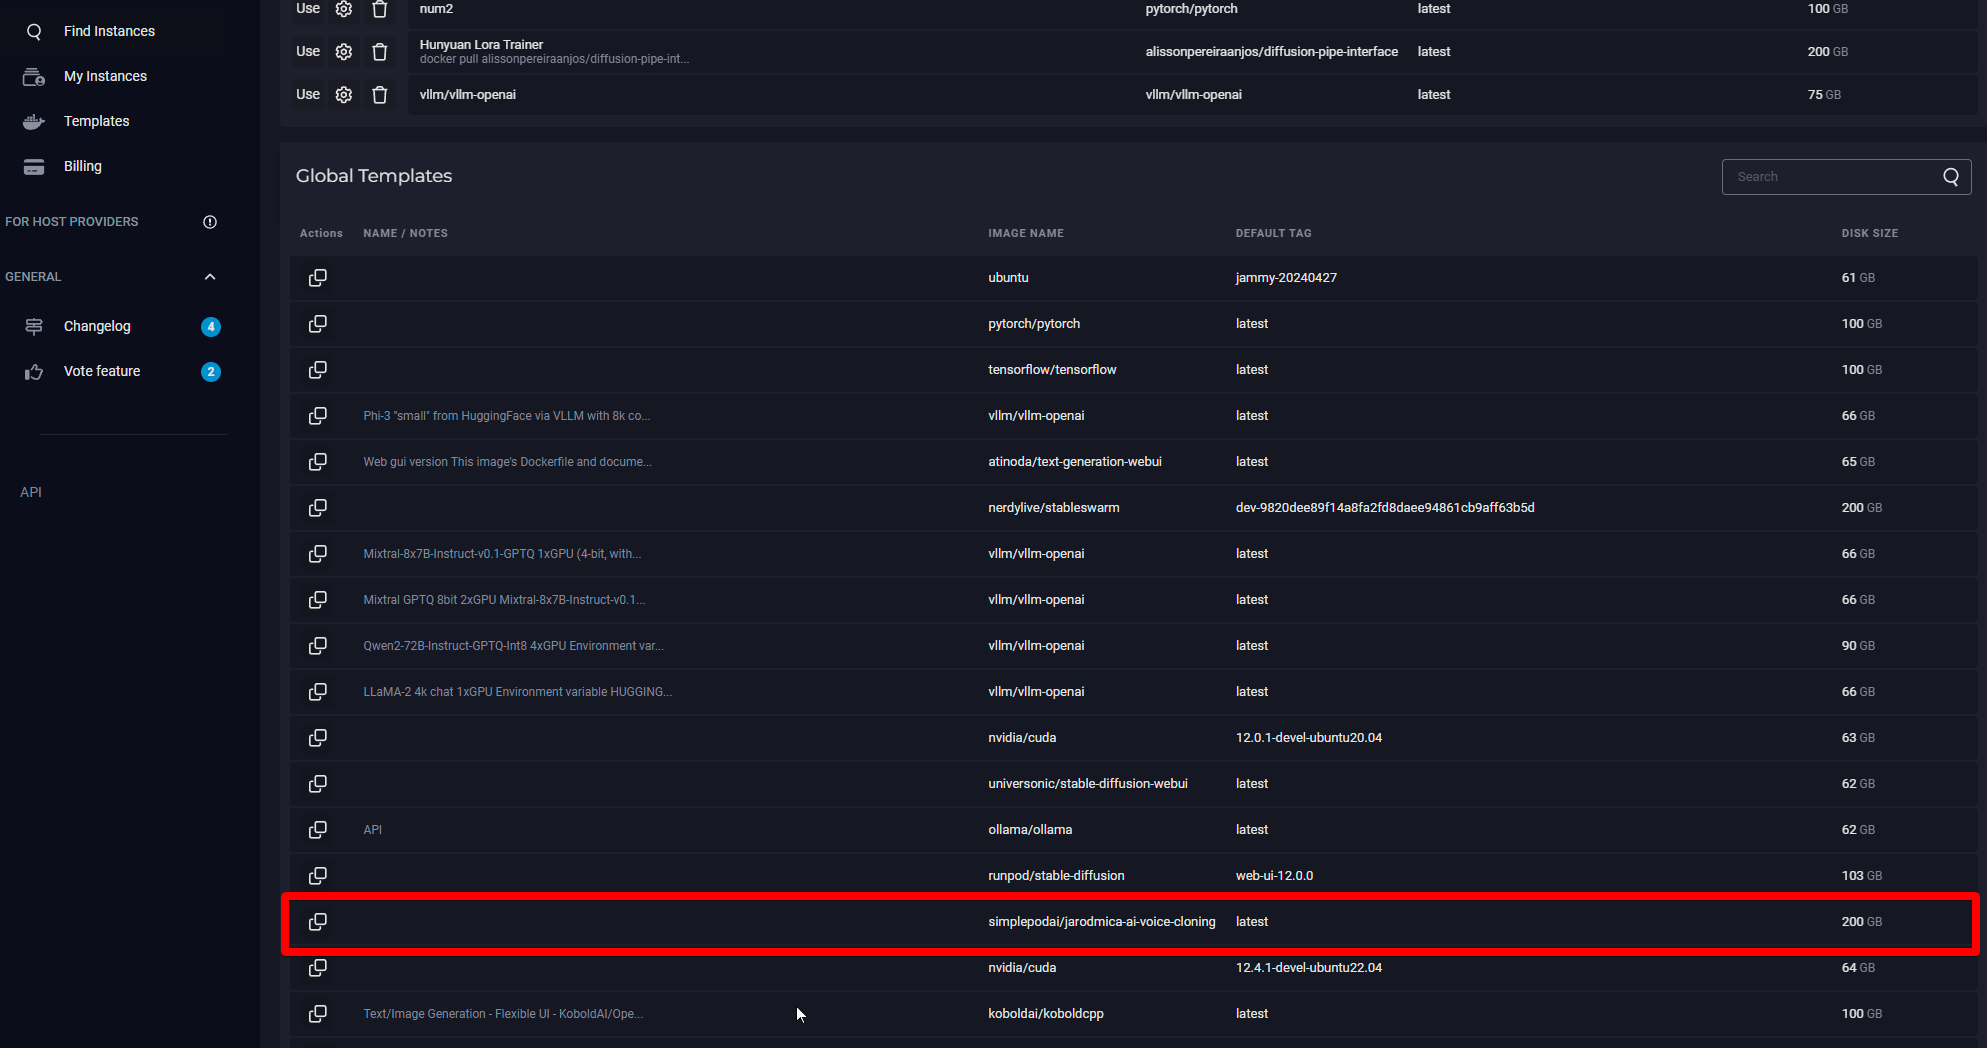 Find Instances
My Instances
Templates
Billing
FOR HOST PROVIDERS
GENERAL
Changelog 4
Vote feature 2
API
Use num2 pytorch/pytorch latest 100 GB
Use Hunyuan Lora Trainer alissonpereiraanjos/diffusion-pipe-interface latest 200 GB
docker pull alissonpereiraanjos/diffusion-pipe-int...
Use vllm/vllm-openai vllm/vllm-openai latest 75 GB
Global Templates Search
Actions NAME / NOTES IMAGE NAME DEFAULT TAG DISK SIZE
ubuntu jammy-20240427 61 GB
pytorch/pytorch latest 100 GB
tensorflow/tensorflow latest 100 GB
Phi-3 "small" from HuggingFace via VLLM with 8k co... vllm/vllm-openai latest 66 GB
Web gui version This image's Dockerfile and docume... atinoda/text-generation-webui latest 65 GB
nerdylive/stableswarm dev-9820dee89f14a8fa2fd8daee94861cb9aff63b5d 200 GB
Mixtral-8x7B-Instruct-v0.1-GPTQ 1xGPU (4-bit, with... vllm/vllm-openai latest 66 GB
Mixtral GPTQ 8bit 2xGPU Mixtral-8x7B-Instruct-v0.1... vllm/vllm-openai latest 66 GB
Qwen2-72B-Instruct-GPTQ-Int8 4xGPU Environment var... vllm/vllm-openai latest 90 GB
LLaMA-2 4k chat 1xGPU Environment variable HUGGING... vllm/vllm-openai latest 66 GB
nvidia/cuda 12.0.1-devel-ubuntu20.04 63 GB
universonic/stable-diffusion-webui latest 62 GB
API ollama/ollama latest 62 GB
runpod/stable-diffusion web-ui-12.0.0 103 GB
simplepodai/jarodmica-ai-voice-cloning latest 200 GB
nvidia/cuda 12.4.1-devel-ubuntu22.04 64 GB
Text/Image Generation - Flexible UI - KoboldAI/Ope... koboldai/koboldcpp latest 100 GB